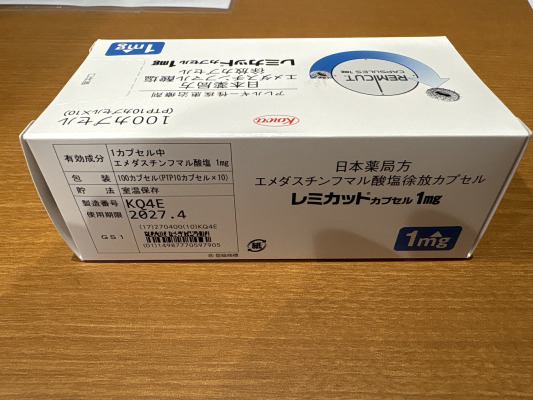 1mg
レミカットカプセル1mg
日本薬局方
エメダスチンフマル酸塩
徐放カプセル
アレルギー性疾患治療剤
REMICUT
CAPSULES 1mg
100カプセル
(PTP10カプセル×10)
Kowa
有効成分
1カプセル中
エメダスチンフマル酸塩 1mg
包装
100カプセル(PTP10カプセル×10)
貯法
室温保存
製造番号 KQ4E
使用期限 2027.4
GS1
(17)270400(10)KQ4E
(01)14987770597905
紙
日本薬局方
エメダスチンフマル酸塩徐放カプセル
レミカットカプセル1mg
1mg